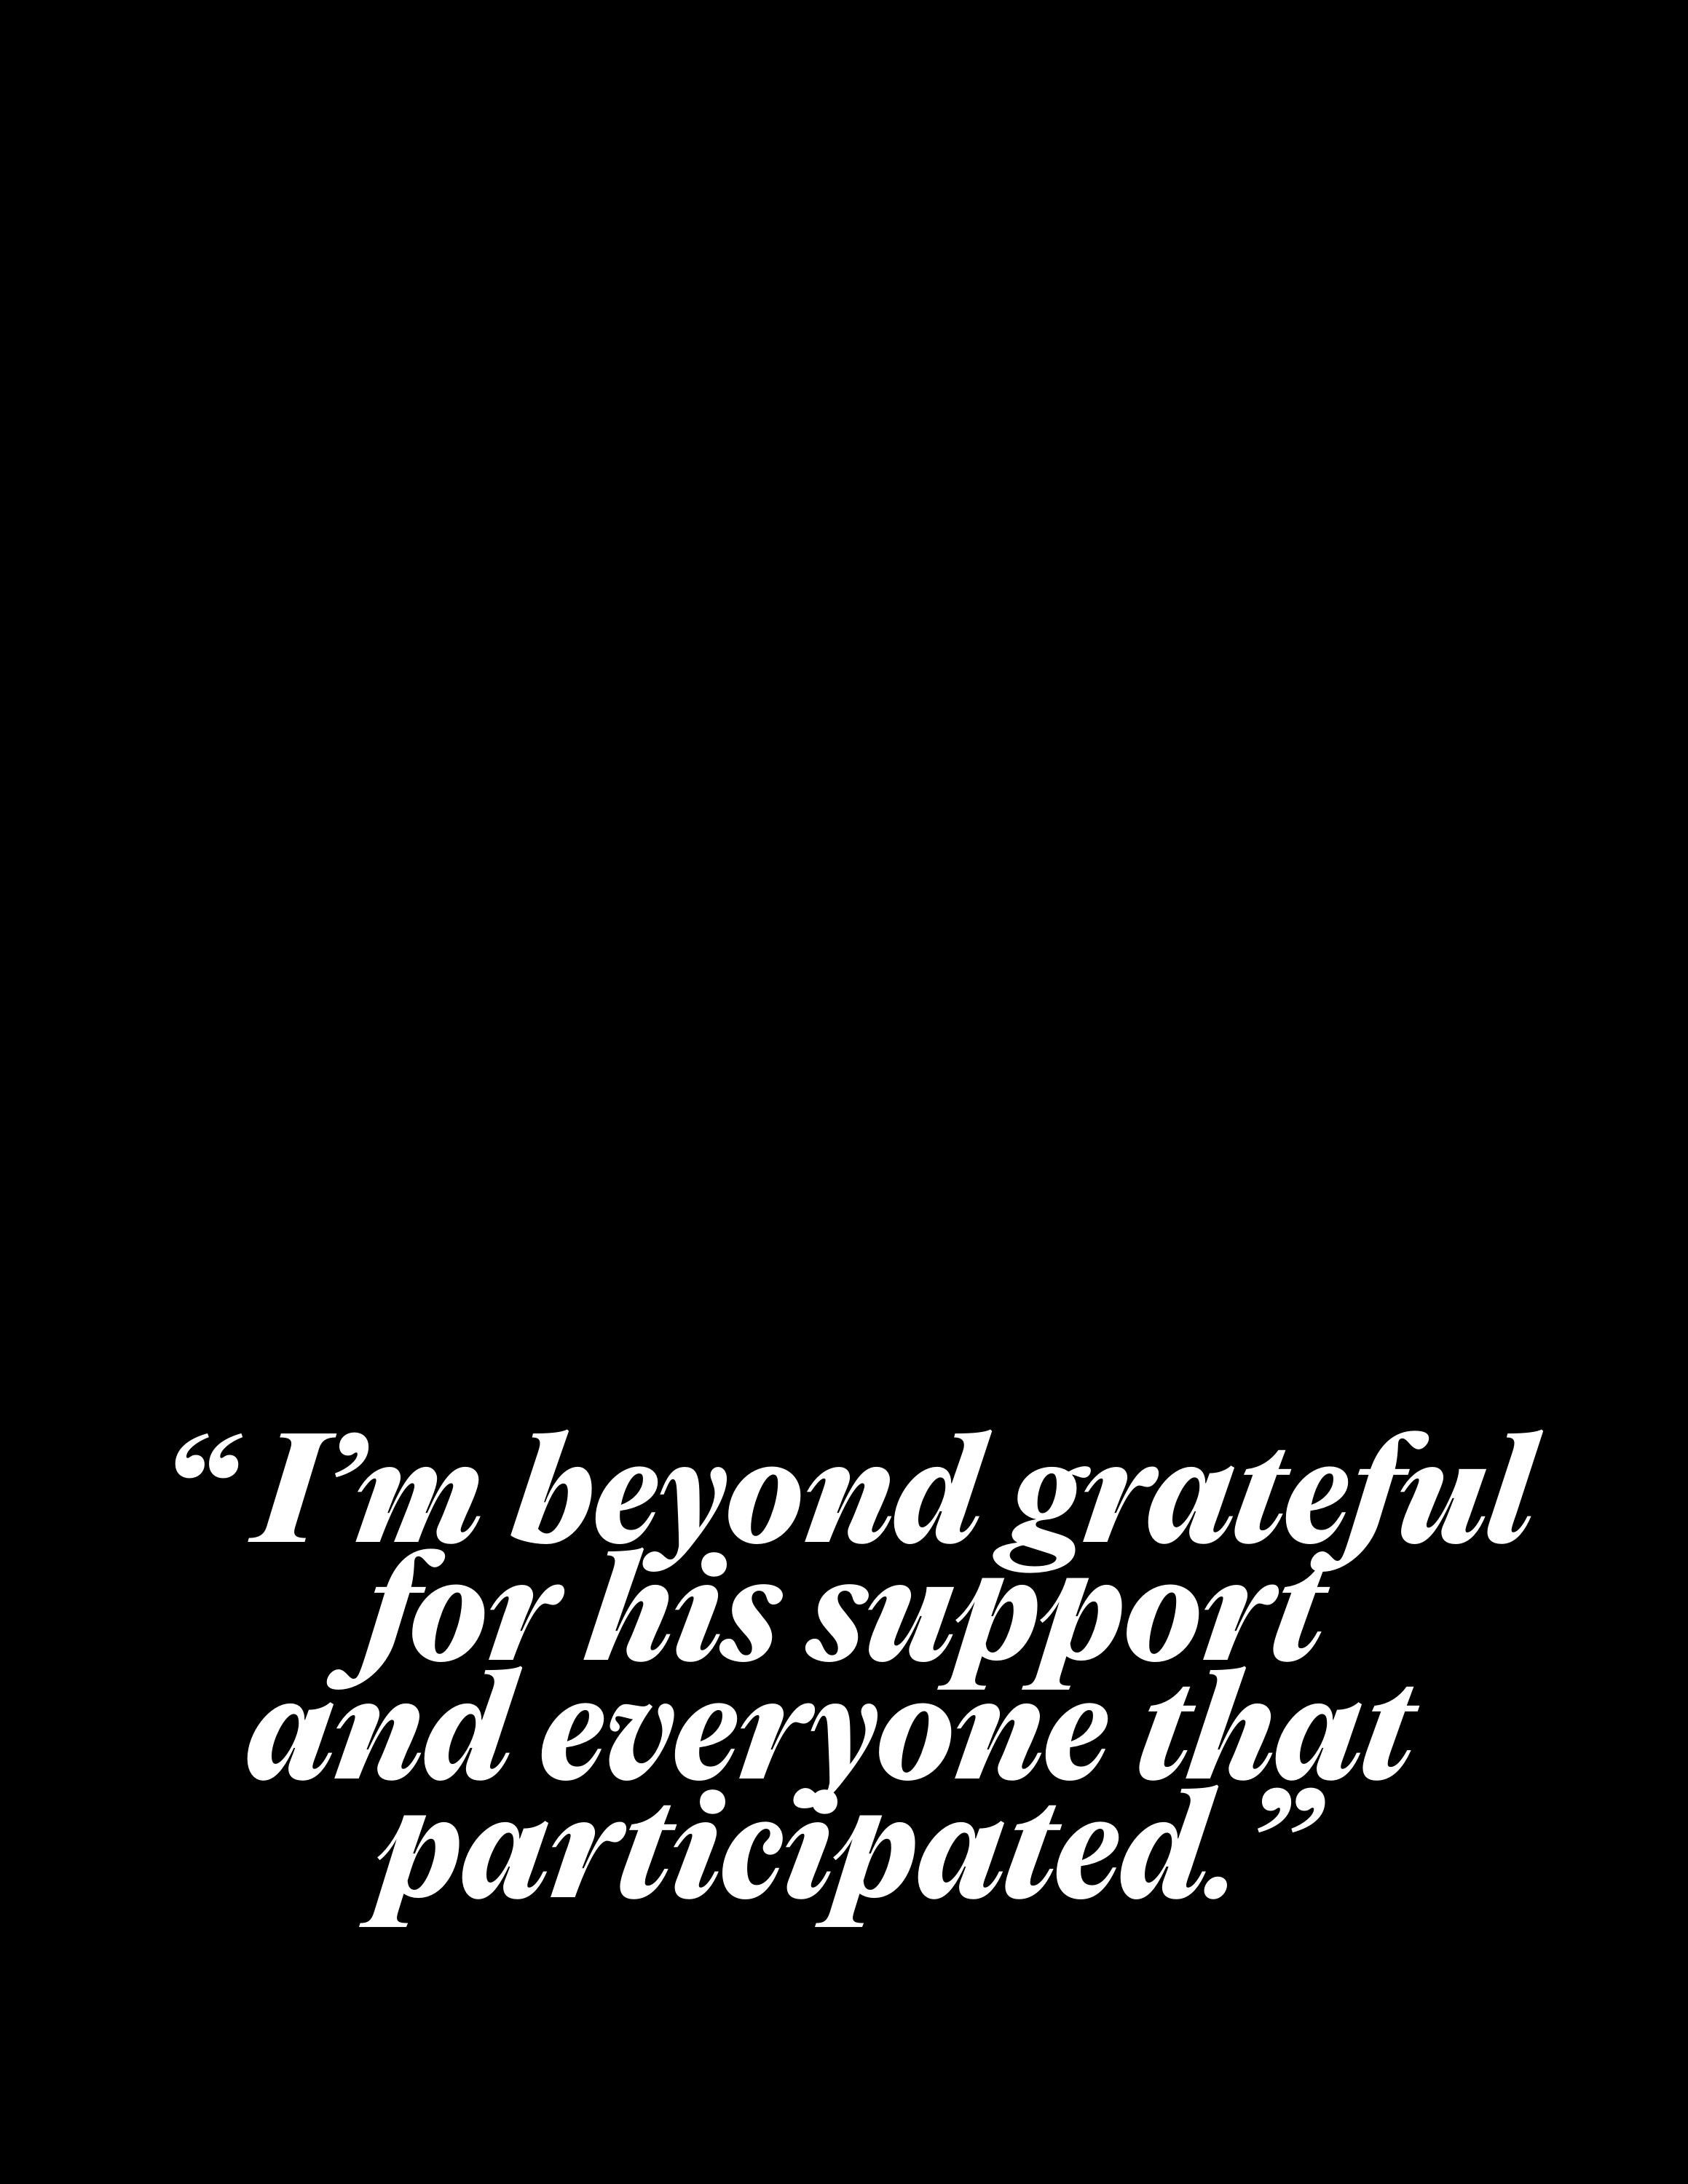 “ I’m beyond grateful
for his support
and everyone that
participated. ”